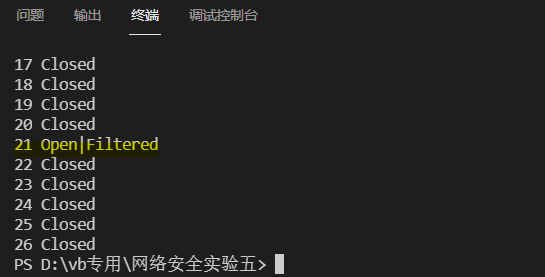 问题 输出 终端 调试控制台
17 Closed
18 Closed
19 Closed
20 Closed
21 Open|Filtered
22 Closed
23 Closed
24 Closed
25 Closed
26 Closed
PS D:\vb专用\网络安全实验五>